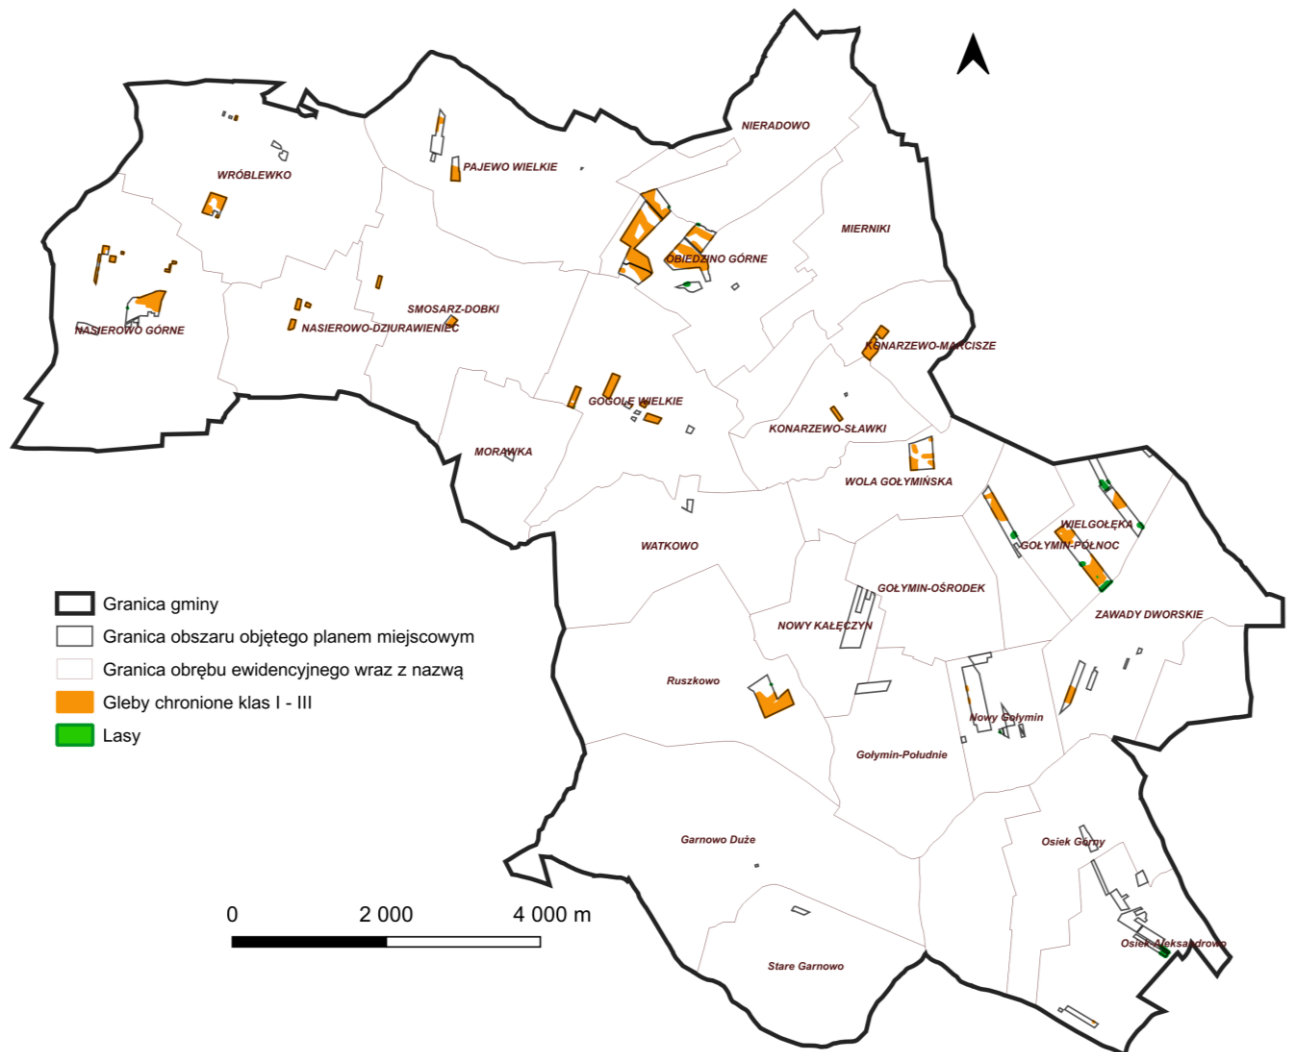 NIERADOWO
PAJEWO WIELKIE
WRÓBLEWKO
MIERNIKI
OBIEDZINO GÓRNE
SMOSARZ-DOBKI
NASIEROWO GÓRNE
NASIEROWO-DZIURAWIENIEC
KONARZEWO-MARCISZE
GOGOLE WIELKIE
KONARZEWO-SŁAWKI
MORAWKA
WOLA GOŁYMIŃSKA
WIELGOŁĘKA
WATKOWO
GOŁYMIN-PÓŁNOC
GOŁYMIN-OŚRODEK
Granica gminy
ZAWADY DWORSKIE
NOWY KAŁĘCZYN
Granica obszaru objętego planem miejscowym
Granica obrębu ewidencyjnego wraz z nazwą
Ruszkowo
Gleby chronione klas I - III
Nowy Gołymin
Lasy
Gołymin-Południe
Garnowo Duże
Osiek Górny
0 2 000 4 000 m
Osiek-Aleksandrowo
Stare Garnowo